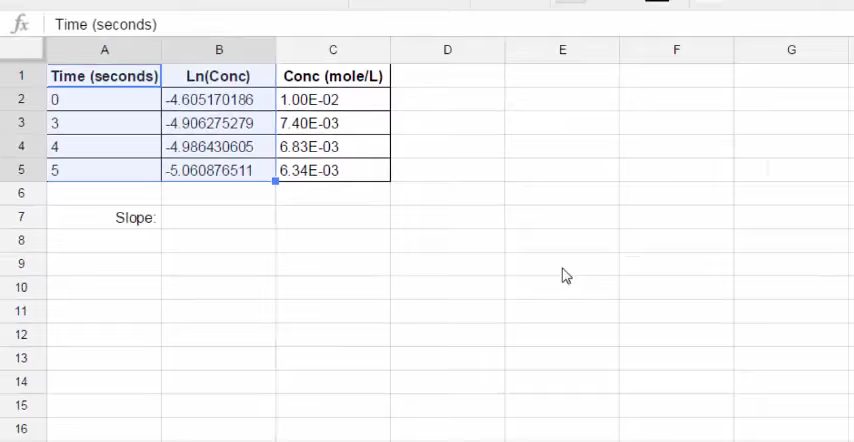 fx Time (seconds)
A B C D E F G
1 Time (seconds) Ln(Conc) Conc (mole/L)
2 0 -4.605170186 1.00E-02
3 3 -4.906275279 7.40E-03
4 4 -4.986430605 6.83E-03
5 5 -5.060876511 6.34E-03
6
7 Slope:
8
9
10
11
12
13
14
15
16